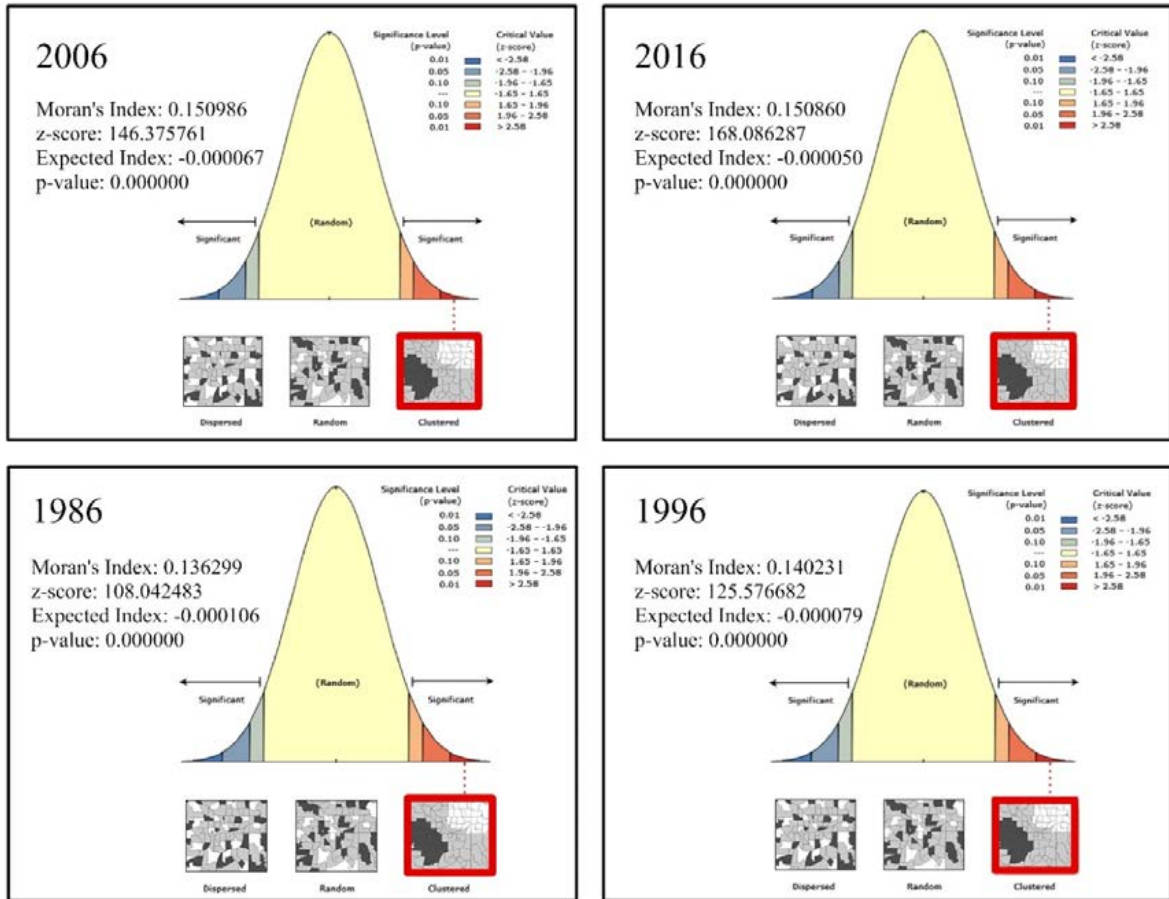 2006
Moran's Index: 0.150986
z-score: 146.375761
Expected Index: -0.000067
p-value: 0.000000
Significance Level Critical Value
(p-value) (z-score)
0.01 < -2.58
0.05 -2.58 – -1.96
0.10 -1.96 – -1.65
--- -1.65 – 1.65
0.10 1.65 – 1.96
0.05 1.96 – 2.58
0.01 > 2.58
Significant (Random) Significant
Dispersed Random Clustered
2016
Moran's Index: 0.150860
z-score: 168.086287
Expected Index: -0.000050
p-value: 0.000000
Significance Level Critical Value
(p-value) (z-score)
0.01 < -2.58
0.05 -2.58 – -1.96
0.10 -1.96 – -1.65
--- -1.65 – 1.65
0.10 1.65 – 1.96
0.05 1.96 – 2.58
0.01 > 2.58
Significant (Random) Significant
Dispersed Random Clustered
1986
Moran's Index: 0.136299
z-score: 108.042483
Expected Index: -0.000106
p-value: 0.000000
Significance Level Critical Value
(p-value) (z-score)
0.01 < -2.58
0.05 -2.58 – -1.96
0.10 -1.96 – -1.65
--- -1.65 – 1.65
0.10 1.65 – 1.96
0.05 1.96 – 2.58
0.01 > 2.58
(Random)
Significant Significant
Dispersed Random Clustered
1996
Moran's Index: 0.140231
z-score: 125.576682
Expected Index: -0.000079
p-value: 0.000000
Significance Level Critical Value
(p-value) (z-score)
0.01 < -2.58
0.05 -2.58 – -1.96
0.10 -1.96 – -1.65
--- -1.65 – 1.65
0.10 1.65 – 1.96
0.05 1.96 – 2.58
0.01 > 2.58
(Random)
Significant Significant
Dispersed Random Clustered